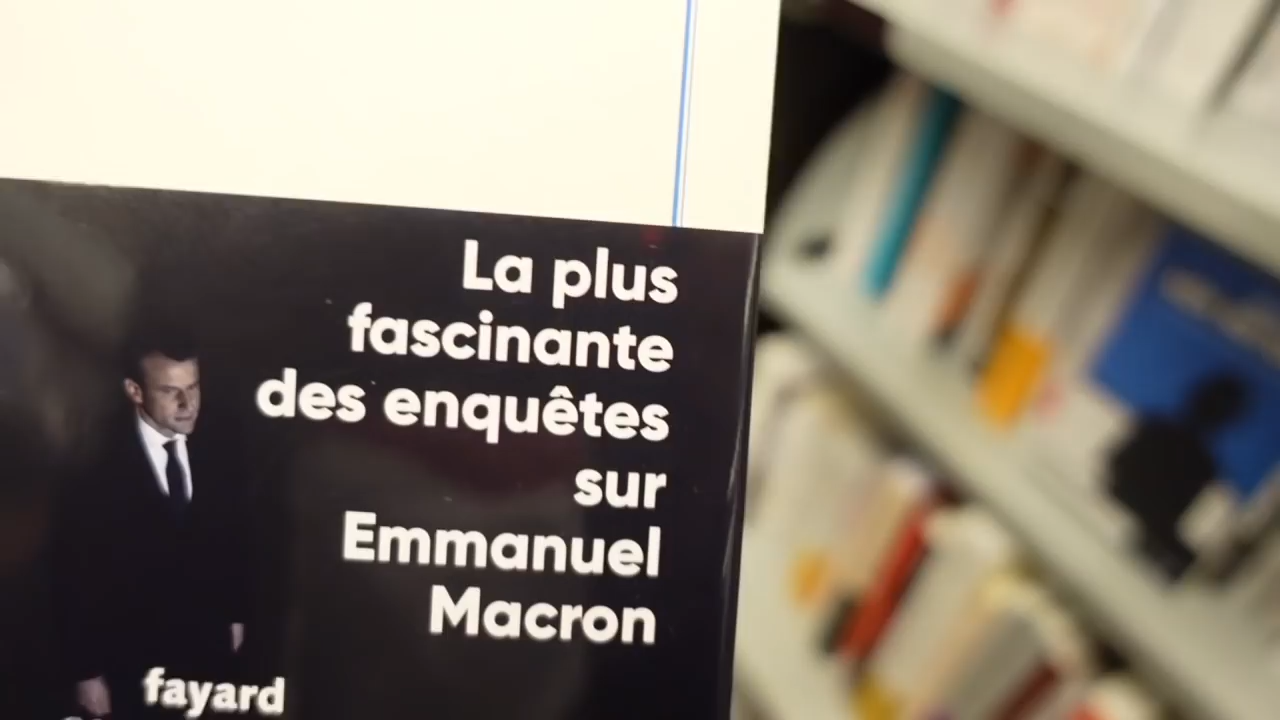 La plus
fascinante
des enquêtes
sur
Emmanuel
Macron
fayard